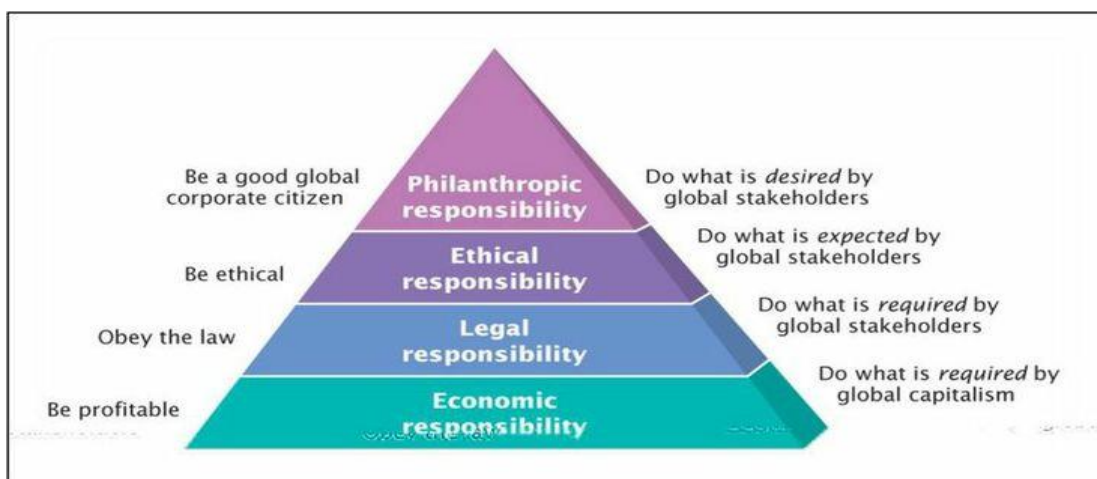 Be a good global
corporate citizen
Philanthropic
responsibility
Do what is desired by
global stakeholders
Be ethical
Ethical
responsibility
Do what is expected by
global stakeholders
Obey the law
Legal
responsibility
Do what is required by
global stakeholders
Be profitable
Economic
responsibility
Do what is required by
global capitalism